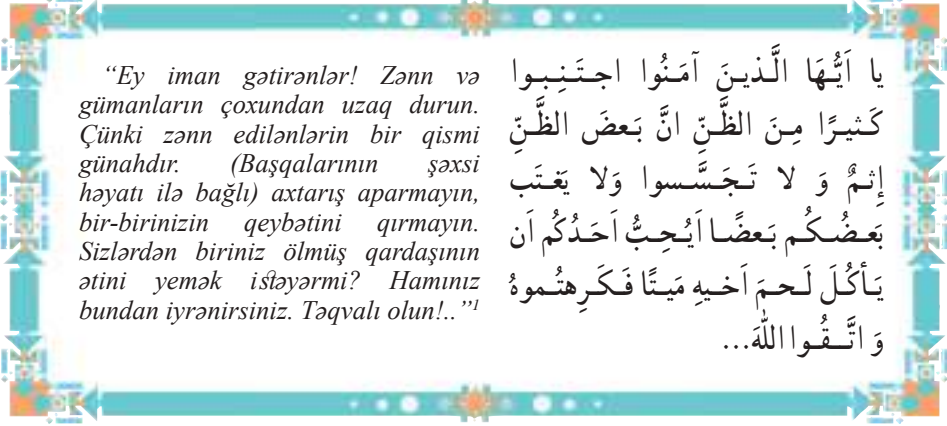 “Ey iman gətirənlər! Zənn və
gümanların çoxundan uzaq durun.
Çünki zənn edilənlərin bir qismi
günahdır. (Başqalarının şəxsi
həyatı ilə bağlı) axtarış aparmayın,
bir-birinizin qeybətini qırmayın.
Sizlərdən biriniz ölmüş qardaşının
ətini yemək istəyərmi? Hamınız
bundan iyrənirsiniz. Təqvalı olun!..”1
يا اَيُّهَا الَّذينَ آمَنُوا اجتَنِبوا
كَثيرًا مِنَ الظَّنِّ انَّ بَعضَ الظَّنِّ
إِثمٌ وَ لا تَجَسَّسوا وَلا يَغتَب
بَعضُكُم بَعضًا اَيُحِبُّ اَحَدُكُم اَن
يَأكُلَ لَحمَ اَخيهِ مَيتًا فَكَرِهتُموهُ
وَ اتَّقُوا اللّٰهَ...